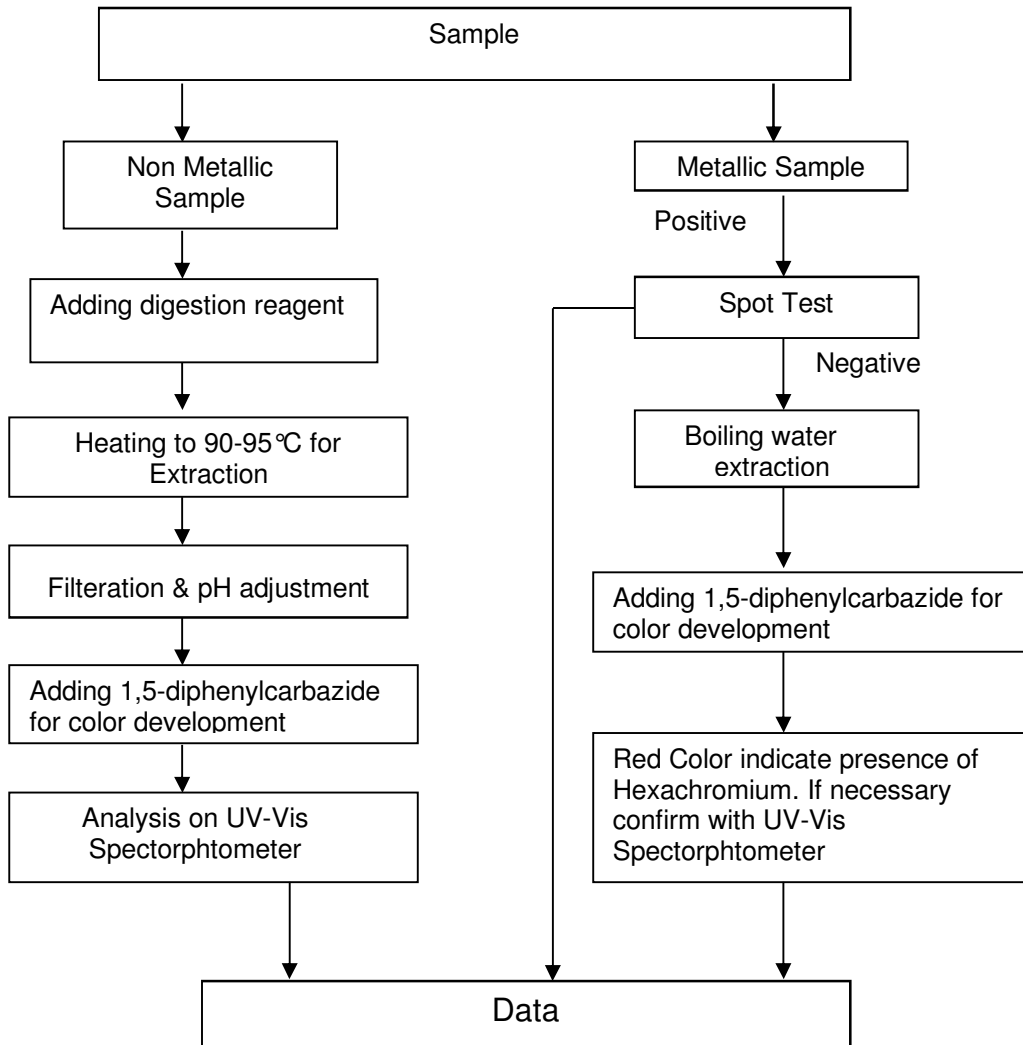 Sample
Non Metallic
Sample
Adding digestion reagent
Heating to 90-95°C for
Extraction
Filteration & pH adjustment
Adding 1,5-diphenylcarbazide
for color development
Analysis on UV-Vis
Spectorphtometer
Metallic Sample
Positive
Spot Test
Negative
Boiling water
extraction
Adding 1,5-diphenylcarbazide for
color development
Red Color indicate presence of
Hexachromium. If necessary
confirm with UV-Vis
Spectorphtometer
Data